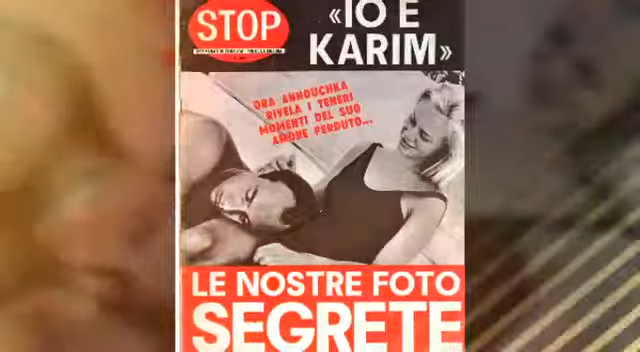 STOP
«IO E
KARIM»
ORA ANNOUCHKA
RIVELA I TENERI
MOMENTI DEL SUO
AMORE PERDUTO...
LE NOSTRE FOTO
SEGRETE